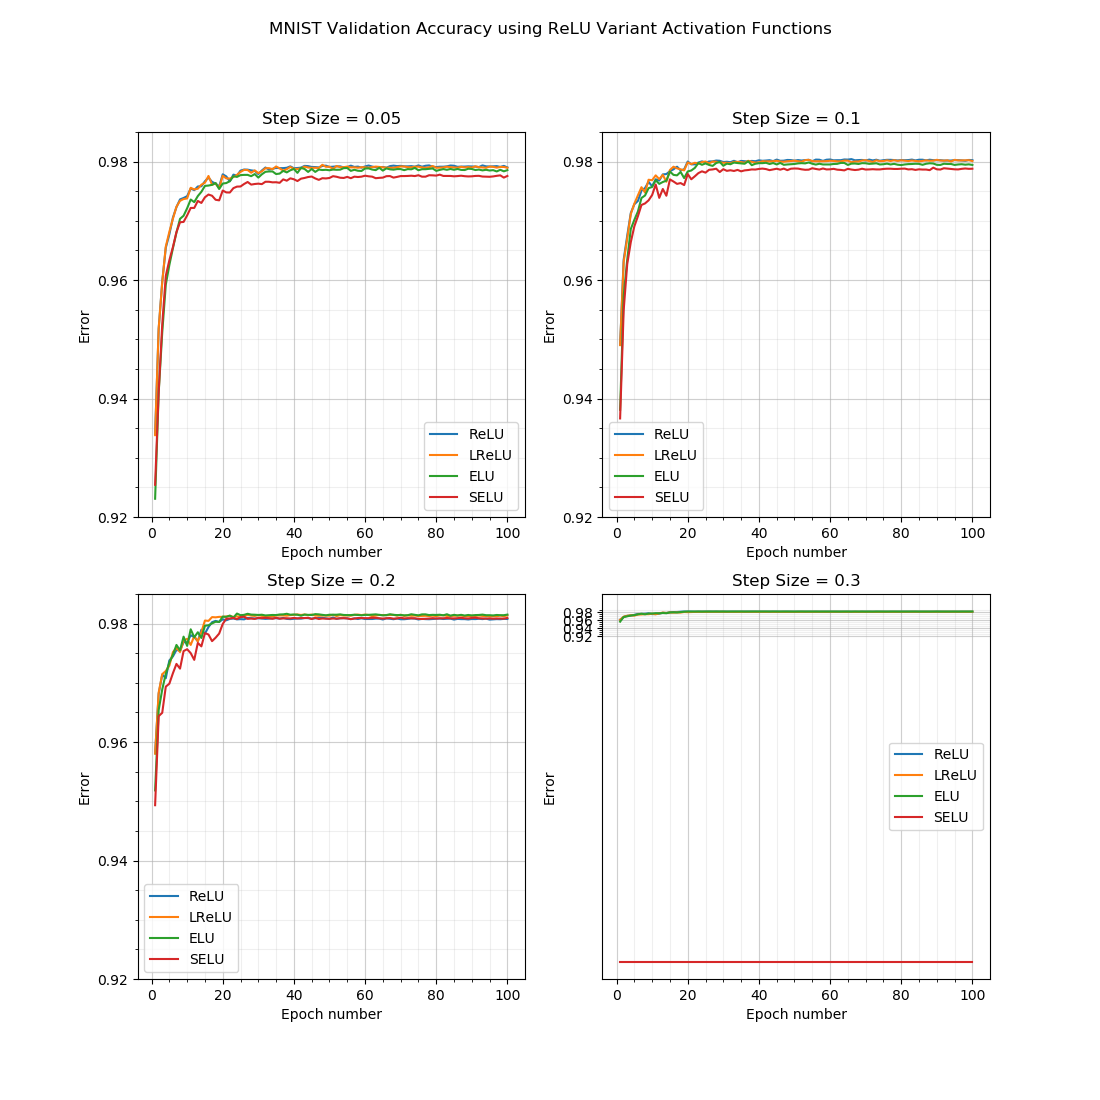 MNIST Validation Accuracy using ReLU Variant Activation Functions
Step Size = 0.05
0.98
0.96
0.94
0.92
Error
0 20 40 60 80 100
Epoch number
ReLU
LReLU
ELU
SELU
Step Size = 0.1
0.98
0.96
0.94
0.92
Error
0 20 40 60 80 100
Epoch number
ReLU
LReLU
ELU
SELU
Step Size = 0.2
0.98
0.96
0.94
0.92
Error
0 20 40 60 80 100
Epoch number
ReLU
LReLU
ELU
SELU
Step Size = 0.3
0.98
0.96
0.94
0.92
Error
0 20 40 60 80 100
Epoch number
ReLU
LReLU
ELU
SELU